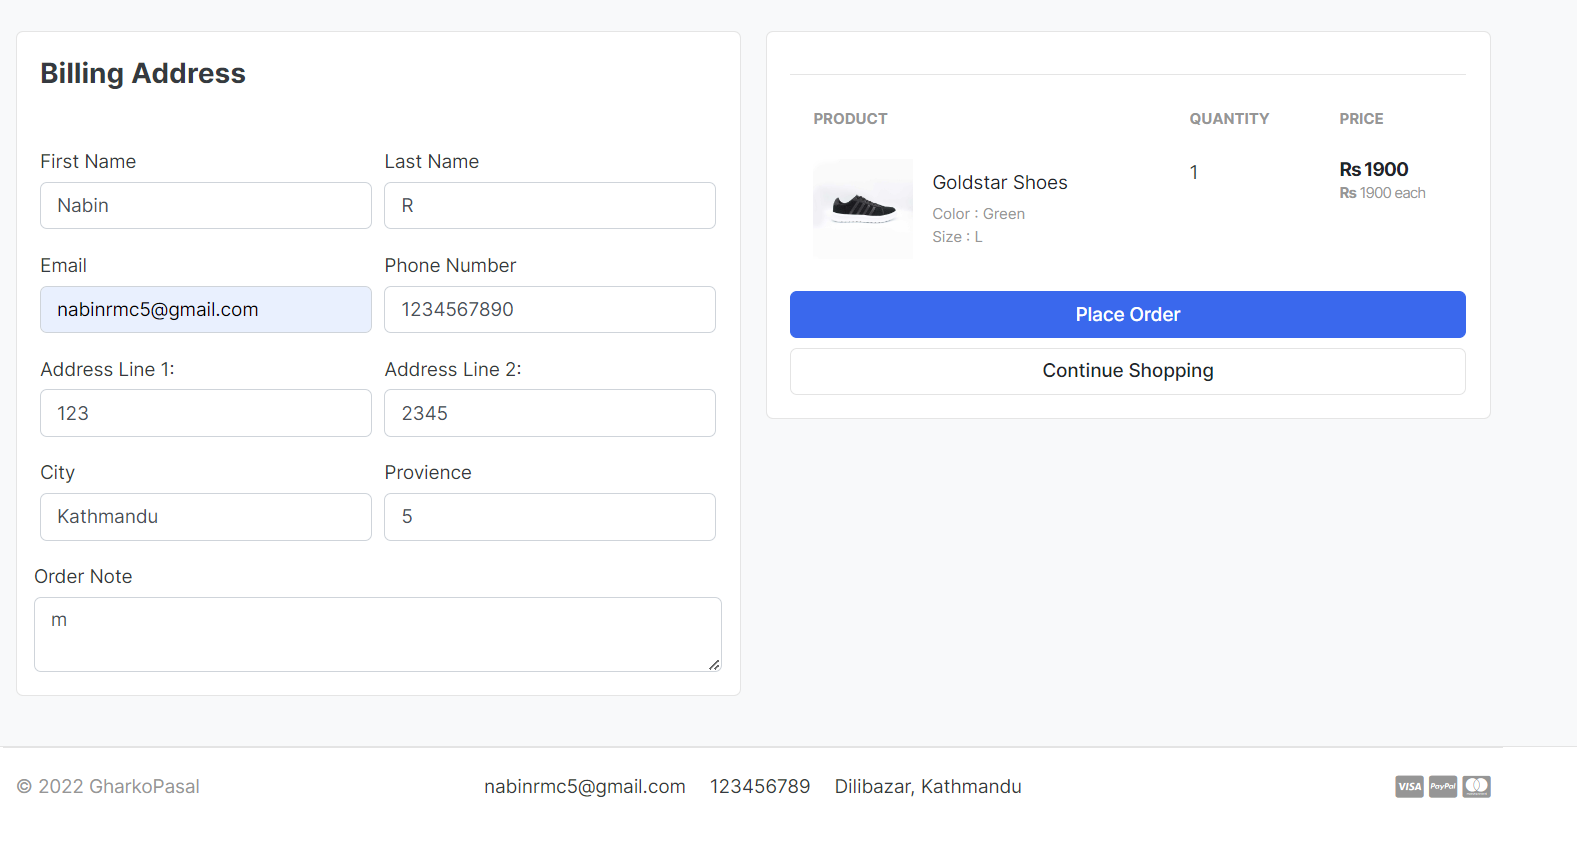 Billing Address
First Name
Last Name
Nabin
R
Email
Phone Number
nabinrmc5@gmail.com
1234567890
Address Line 1:
Address Line 2:
123
2345
City
Provience
Kathmandu
5
Order Note
m
PRODUCT QUANTITY PRICE
Goldstar Shoes
Color : Green
Size : L
1
Rs 1900
Rs 1900 each
Place Order
Continue Shopping
© 2022 GharkoPasal
nabinrmc5@gmail.com 123456789 Dilibazar, Kathmandu
VISA PayPal